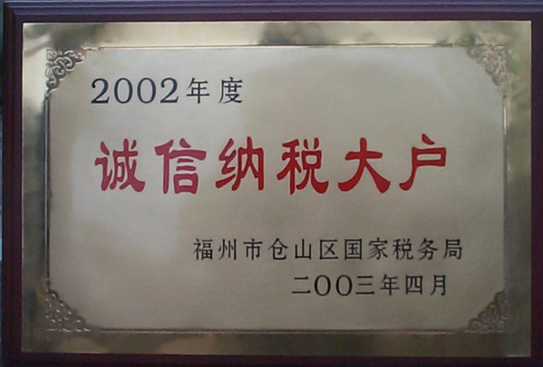 2002年度
诚信纳税大户
福州市仓山区国家税务局
二OO三年四月